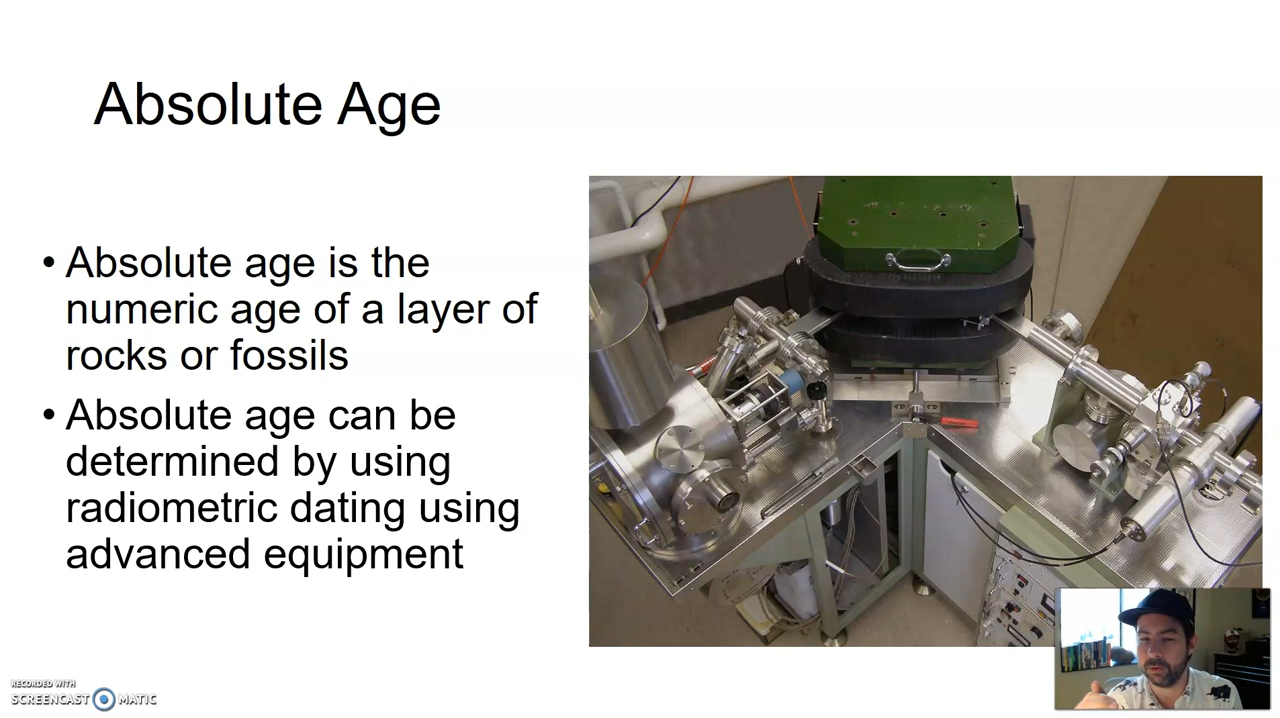 Absolute Age
• Absolute age is the
numeric age of a layer of
rocks or fossils
• Absolute age can be
determined by using
radiometric dating using
advanced equipment
RECORDED WITH
SCREENCAST MATIC